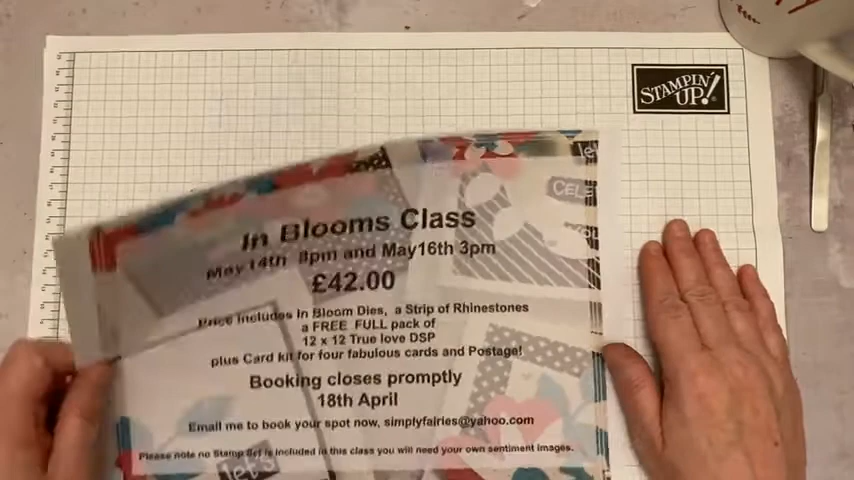 STAMPIN' UP!
let's
CELE
In Blooms Class
May 14th 8pm and May16th 3pm
£42.00
Price includes In Bloom Dies, a Strip of Rhinestones
a FREE FULL pack of
12 x 12 True love DSP
plus Card kit for four fabulous cards and Postage!
Booking closes promptly
18th April
Email me to book your spot now, simplyfairies@yahoo.com
Please note no Stamp Set is included in this class you will need your own sentiment images.
let's